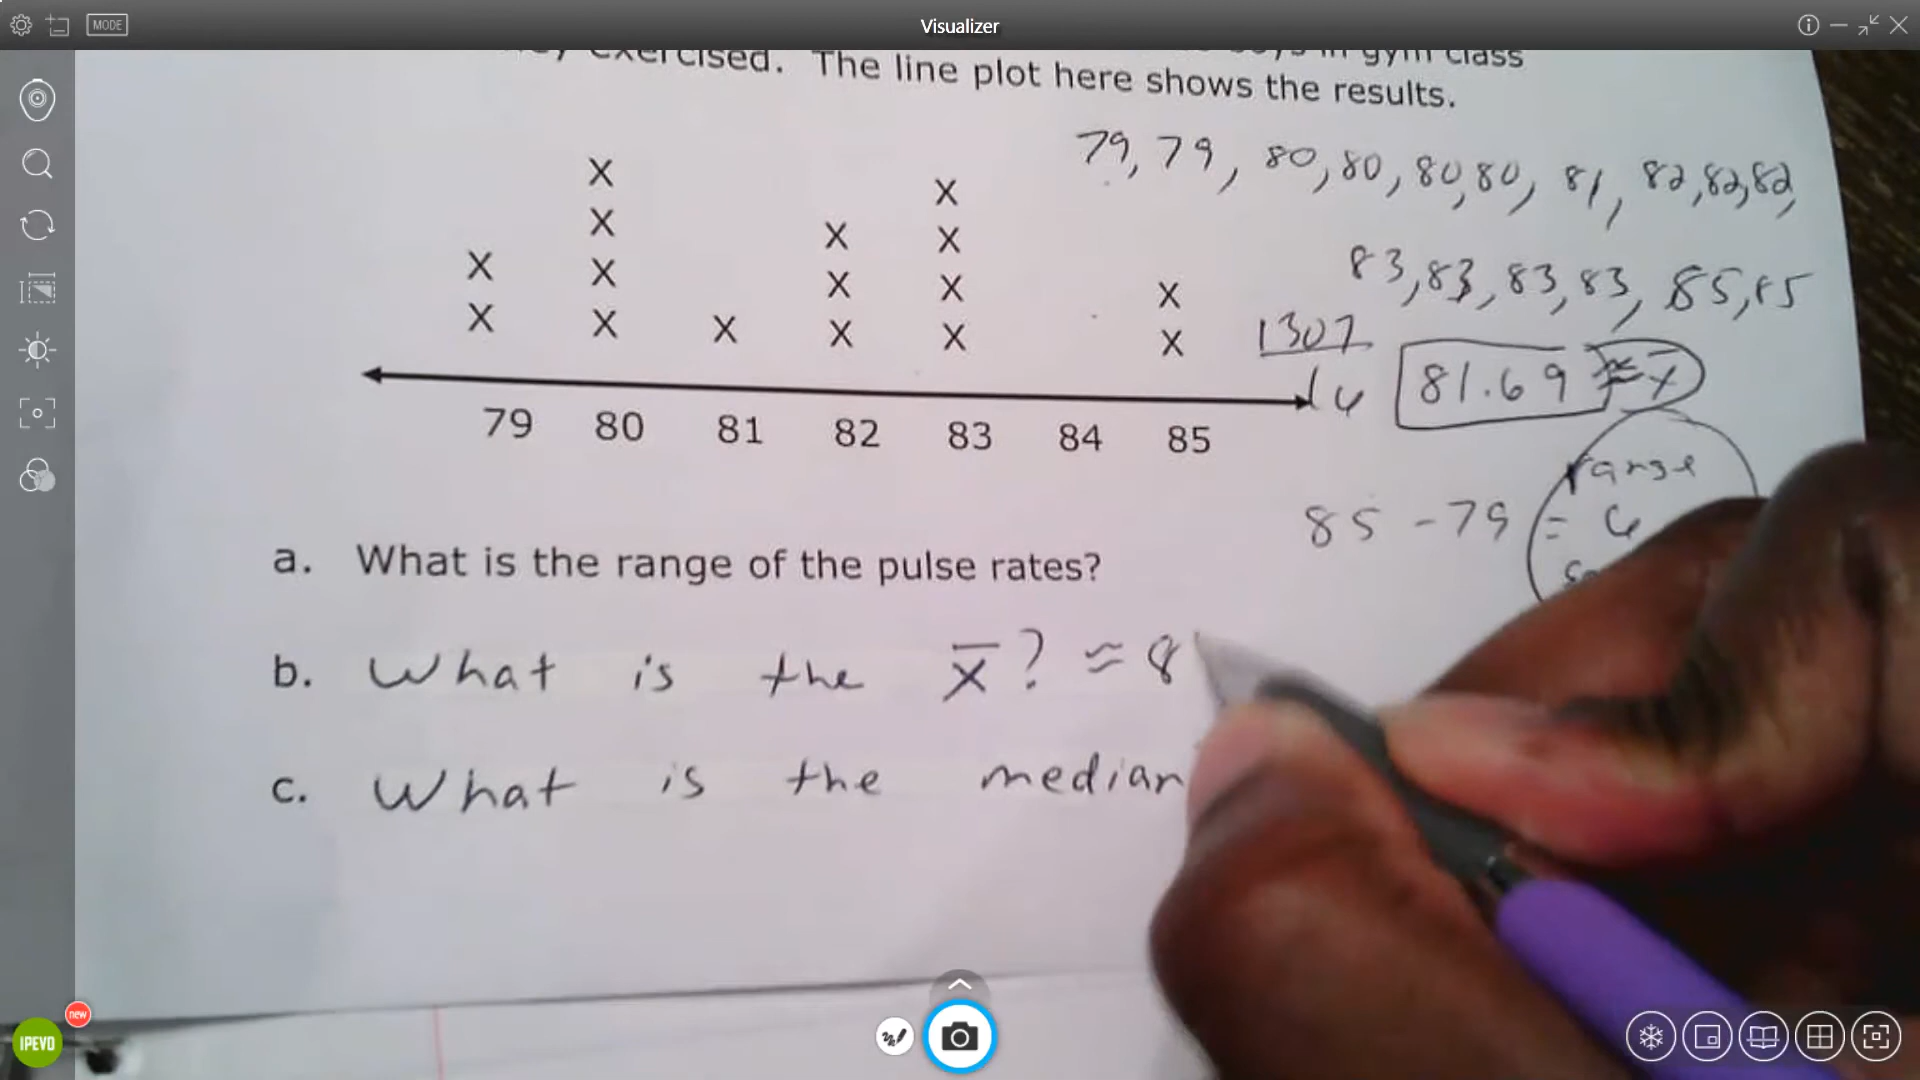 MODE
Visualizer
exercised. The line plot here shows the results.
in gym class
79, 79, 80, 80, 80, 80, 81, 82, 82, 82,
83, 83, 83, 83, 85, 85
X X X X X X X X X X X X X X X X
1307
16
81.69 ≈ x̄
79 80 81 82 83 84 85
range
85 - 79 = 6
a. What is the range of the pulse rates?
b. What is the x̄? ≈ 8
c. What is the median
new
IPEVO